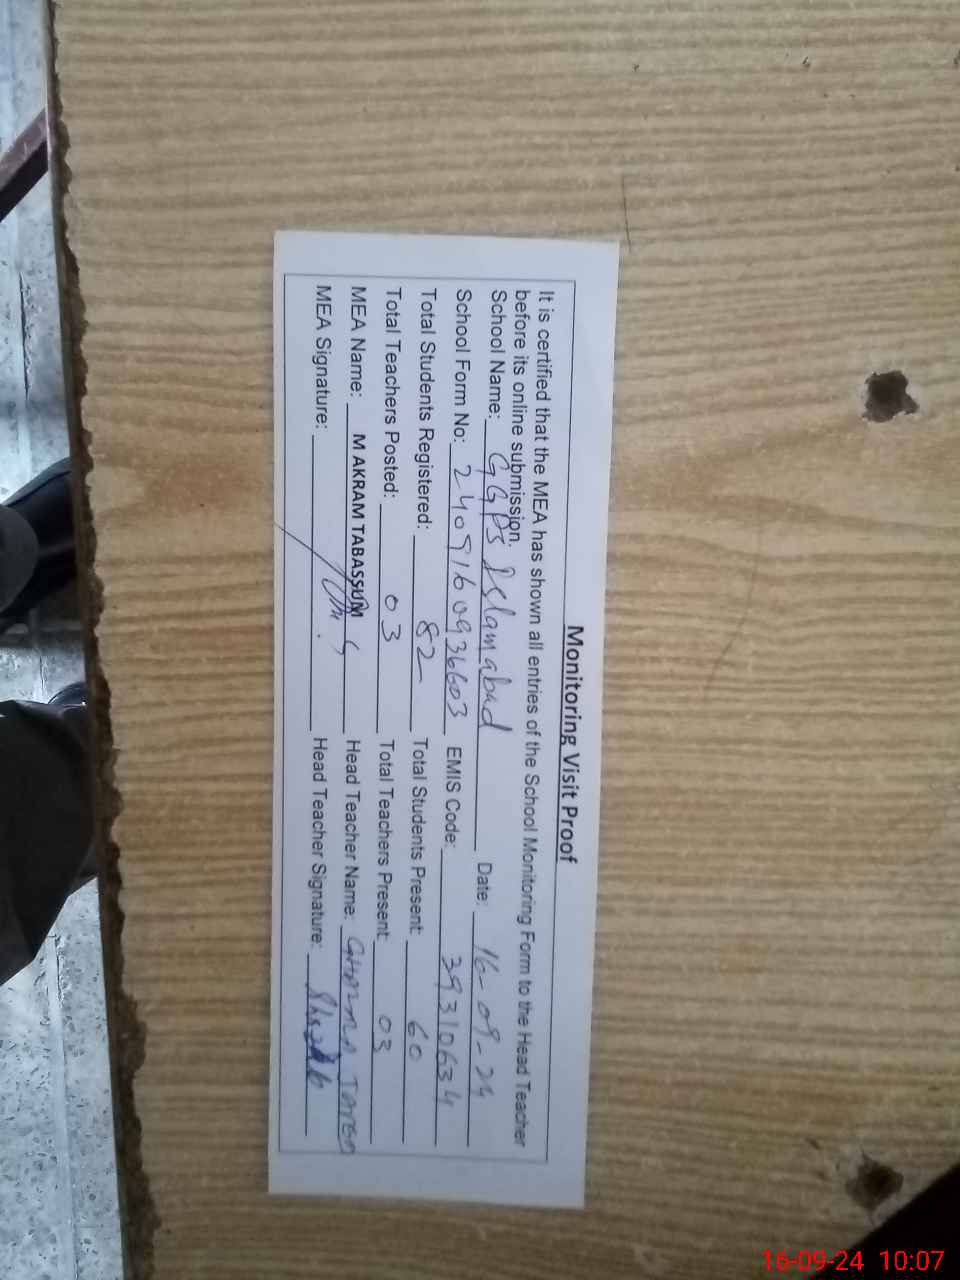 Monitoring Visit Proof
It is certified that the MEA has shown all entries of the School Monitoring Form to the Head Teacher
before its online submission.
School Name: GGPS Islamabad Date: 16-09-24
School Form No: 2409160936603 EMIS Code: 39310634
Total Students Registered: 82 Total Students Present: 60
Total Teachers Posted: 03 Total Teachers Present: 03
MEA Name: M AKRAM TABASSUM Head Teacher Name:
MEA Signature: Head Teacher Signature:
16-09-24 10:07